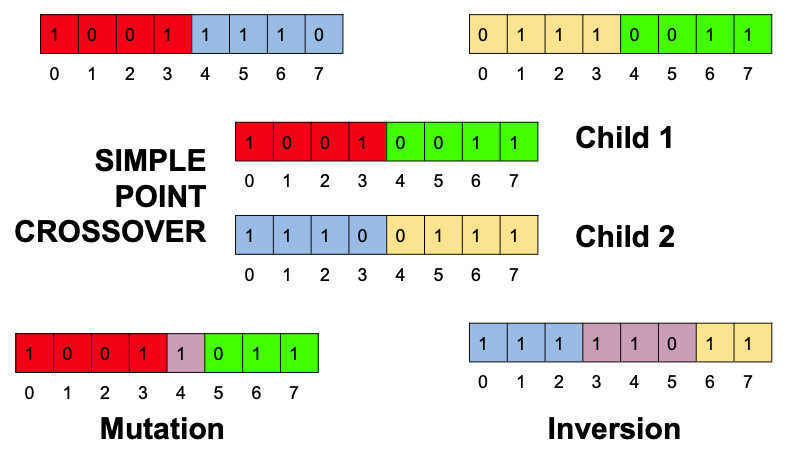 1 0 0 1 1 1 1 0
0 1 2 3 4 5 6 7
0 1 1 1 0 0 1 1
0 1 2 3 4 5 6 7
SIMPLE
POINT
CROSSOVER
1 0 0 1 0 0 1 1
0 1 2 3 4 5 6 7
Child 1
1 1 1 0 0 1 1 1
0 1 2 3 4 5 6 7
Child 2
1 0 0 1 1 0 1 1
0 1 2 3 4 5 6 7
Mutation
1 1 1 1 1 0 1 1
0 1 2 3 4 5 6 7
Inversion